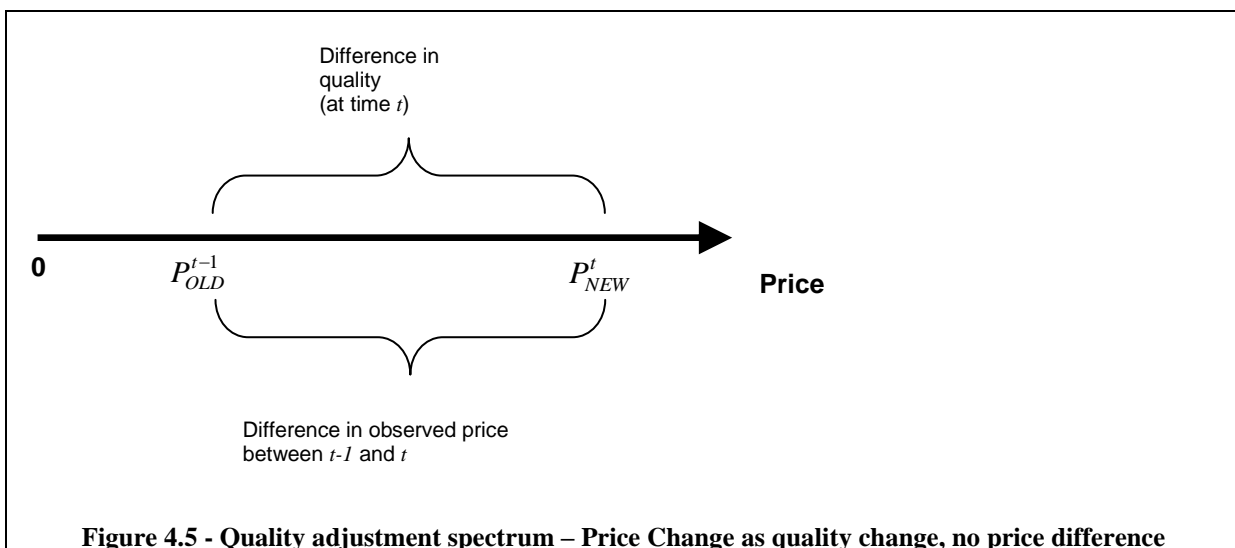 Difference in
quality
(at time t)
0
P^{t-1}_{OLD}
P^{t}_{NEW}
Price
Difference in observed price
between t-1 and t
Figure 4.5 - Quality adjustment spectrum – Price Change as quality change, no price difference